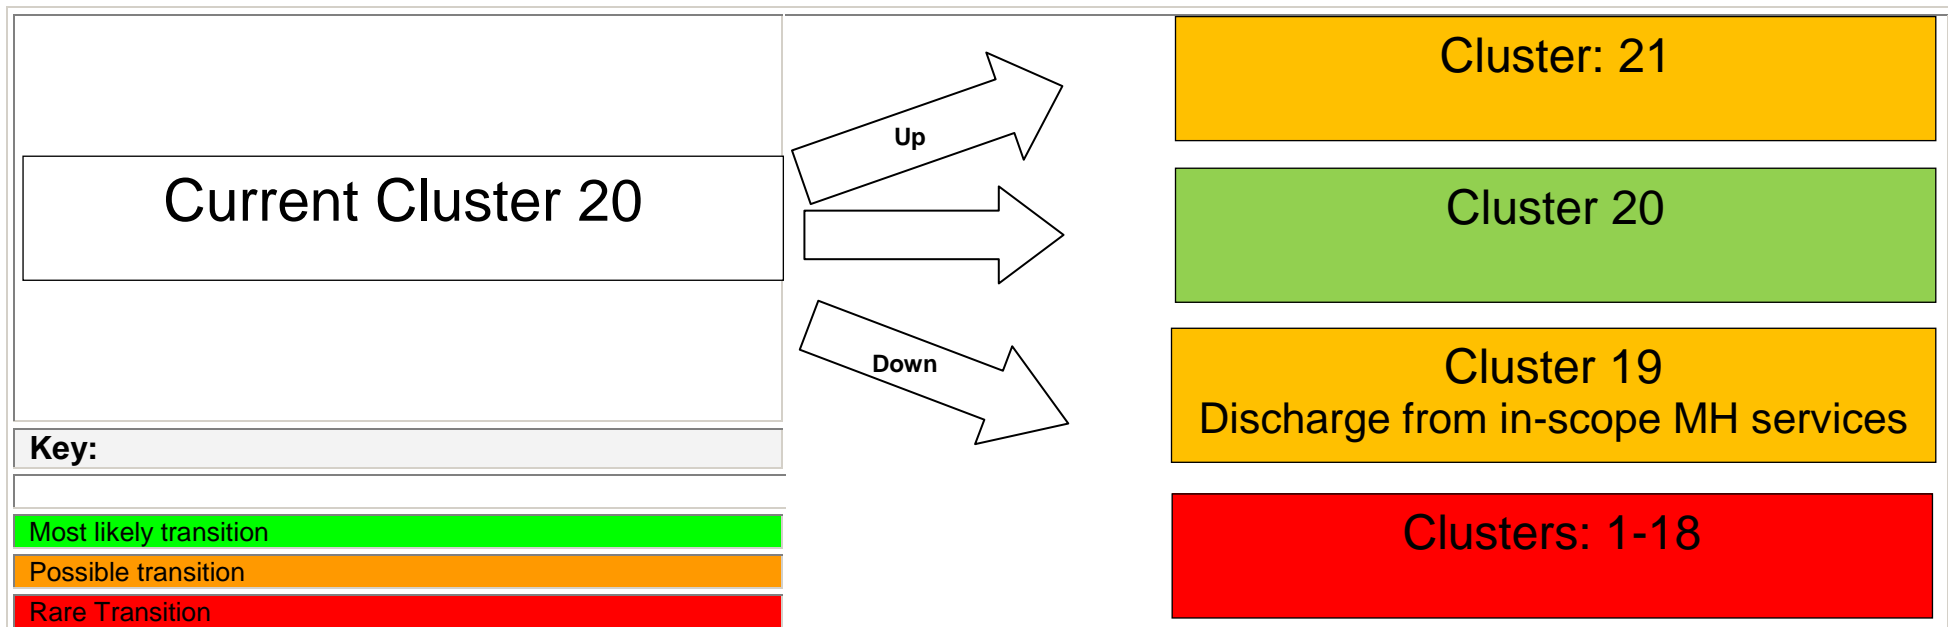 Current Cluster 20
Key:
Most likely transition
Possible transition
Rare Transition
Up
Down
Cluster: 21
Cluster 20
Cluster 19
Discharge from in-scope MH services
Clusters: 1-18